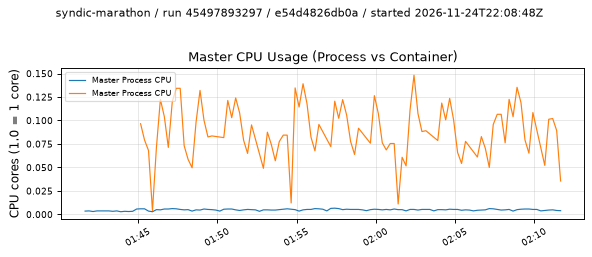 syndic-marathon / run 45497893297 / e54d4826db0a / started 2026-11-24T22:08:48Z
Master CPU Usage (Process vs Container)
CPU cores (1.0 = 1 core)
0.150
0.125
0.100
0.075
0.050
0.025
0.000
Master Process CPU
Master Process CPU
01:45
01:50
01:55
02:00
02:05
02:10